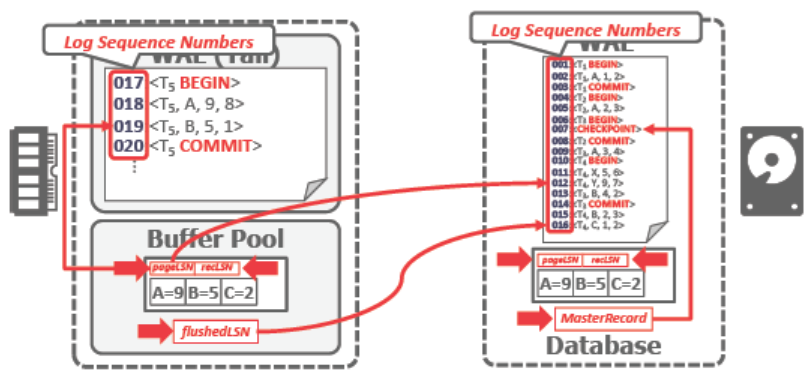 Log Sequence Numbers
WAL (Tail)
017 <T5 BEGIN>
018 <T5, A, 9, 8>
019 <T5, B, 5, 1>
020 <T5 COMMIT>
⋮
Buffer Pool
pageLSN recLSN
A=9 B=5 C=2
flushedLSN
Log Sequence Numbers
WAL
001 <T1 BEGIN>
002 <T1, A, 1, 2>
003 <T1 COMMIT>
004 <T2 BEGIN>
005 <T2, A, 2, 3>
006 <T3 BEGIN>
007 <CHECKPOINT>
008 <T2 COMMIT>
009 <T3, A, 3, 4>
010 <T4 BEGIN>
011 <T4, X, 5, 6>
012 <T4, Y, 9, 7>
013 <T3, B, 4, 2>
014 <T3 COMMIT>
015 <T4, B, 2, 3>
016 <T4, C, 1, 2>
pageLSN recLSN
A=9 B=5 C=2
MasterRecord
Database